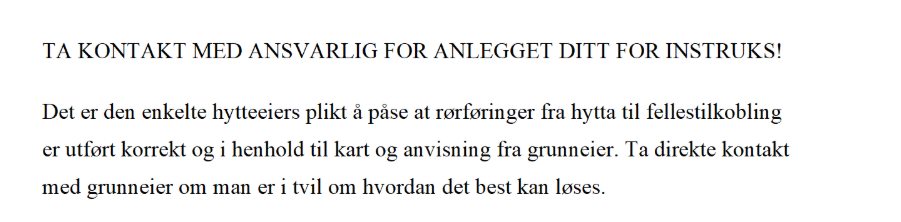 TA KONTAKT MED ANSVARLIG FOR ANLEGGET DITT FOR INSTRUKS!
Det er den enkelte hytteeiers plikt å påse at rørføringer fra hytta til fellestilkobling
er utført korrekt og i henhold til kart og anvisning fra grunneier. Ta direkte kontakt
med grunneier om man er i tvil om hvordan det best kan løses.